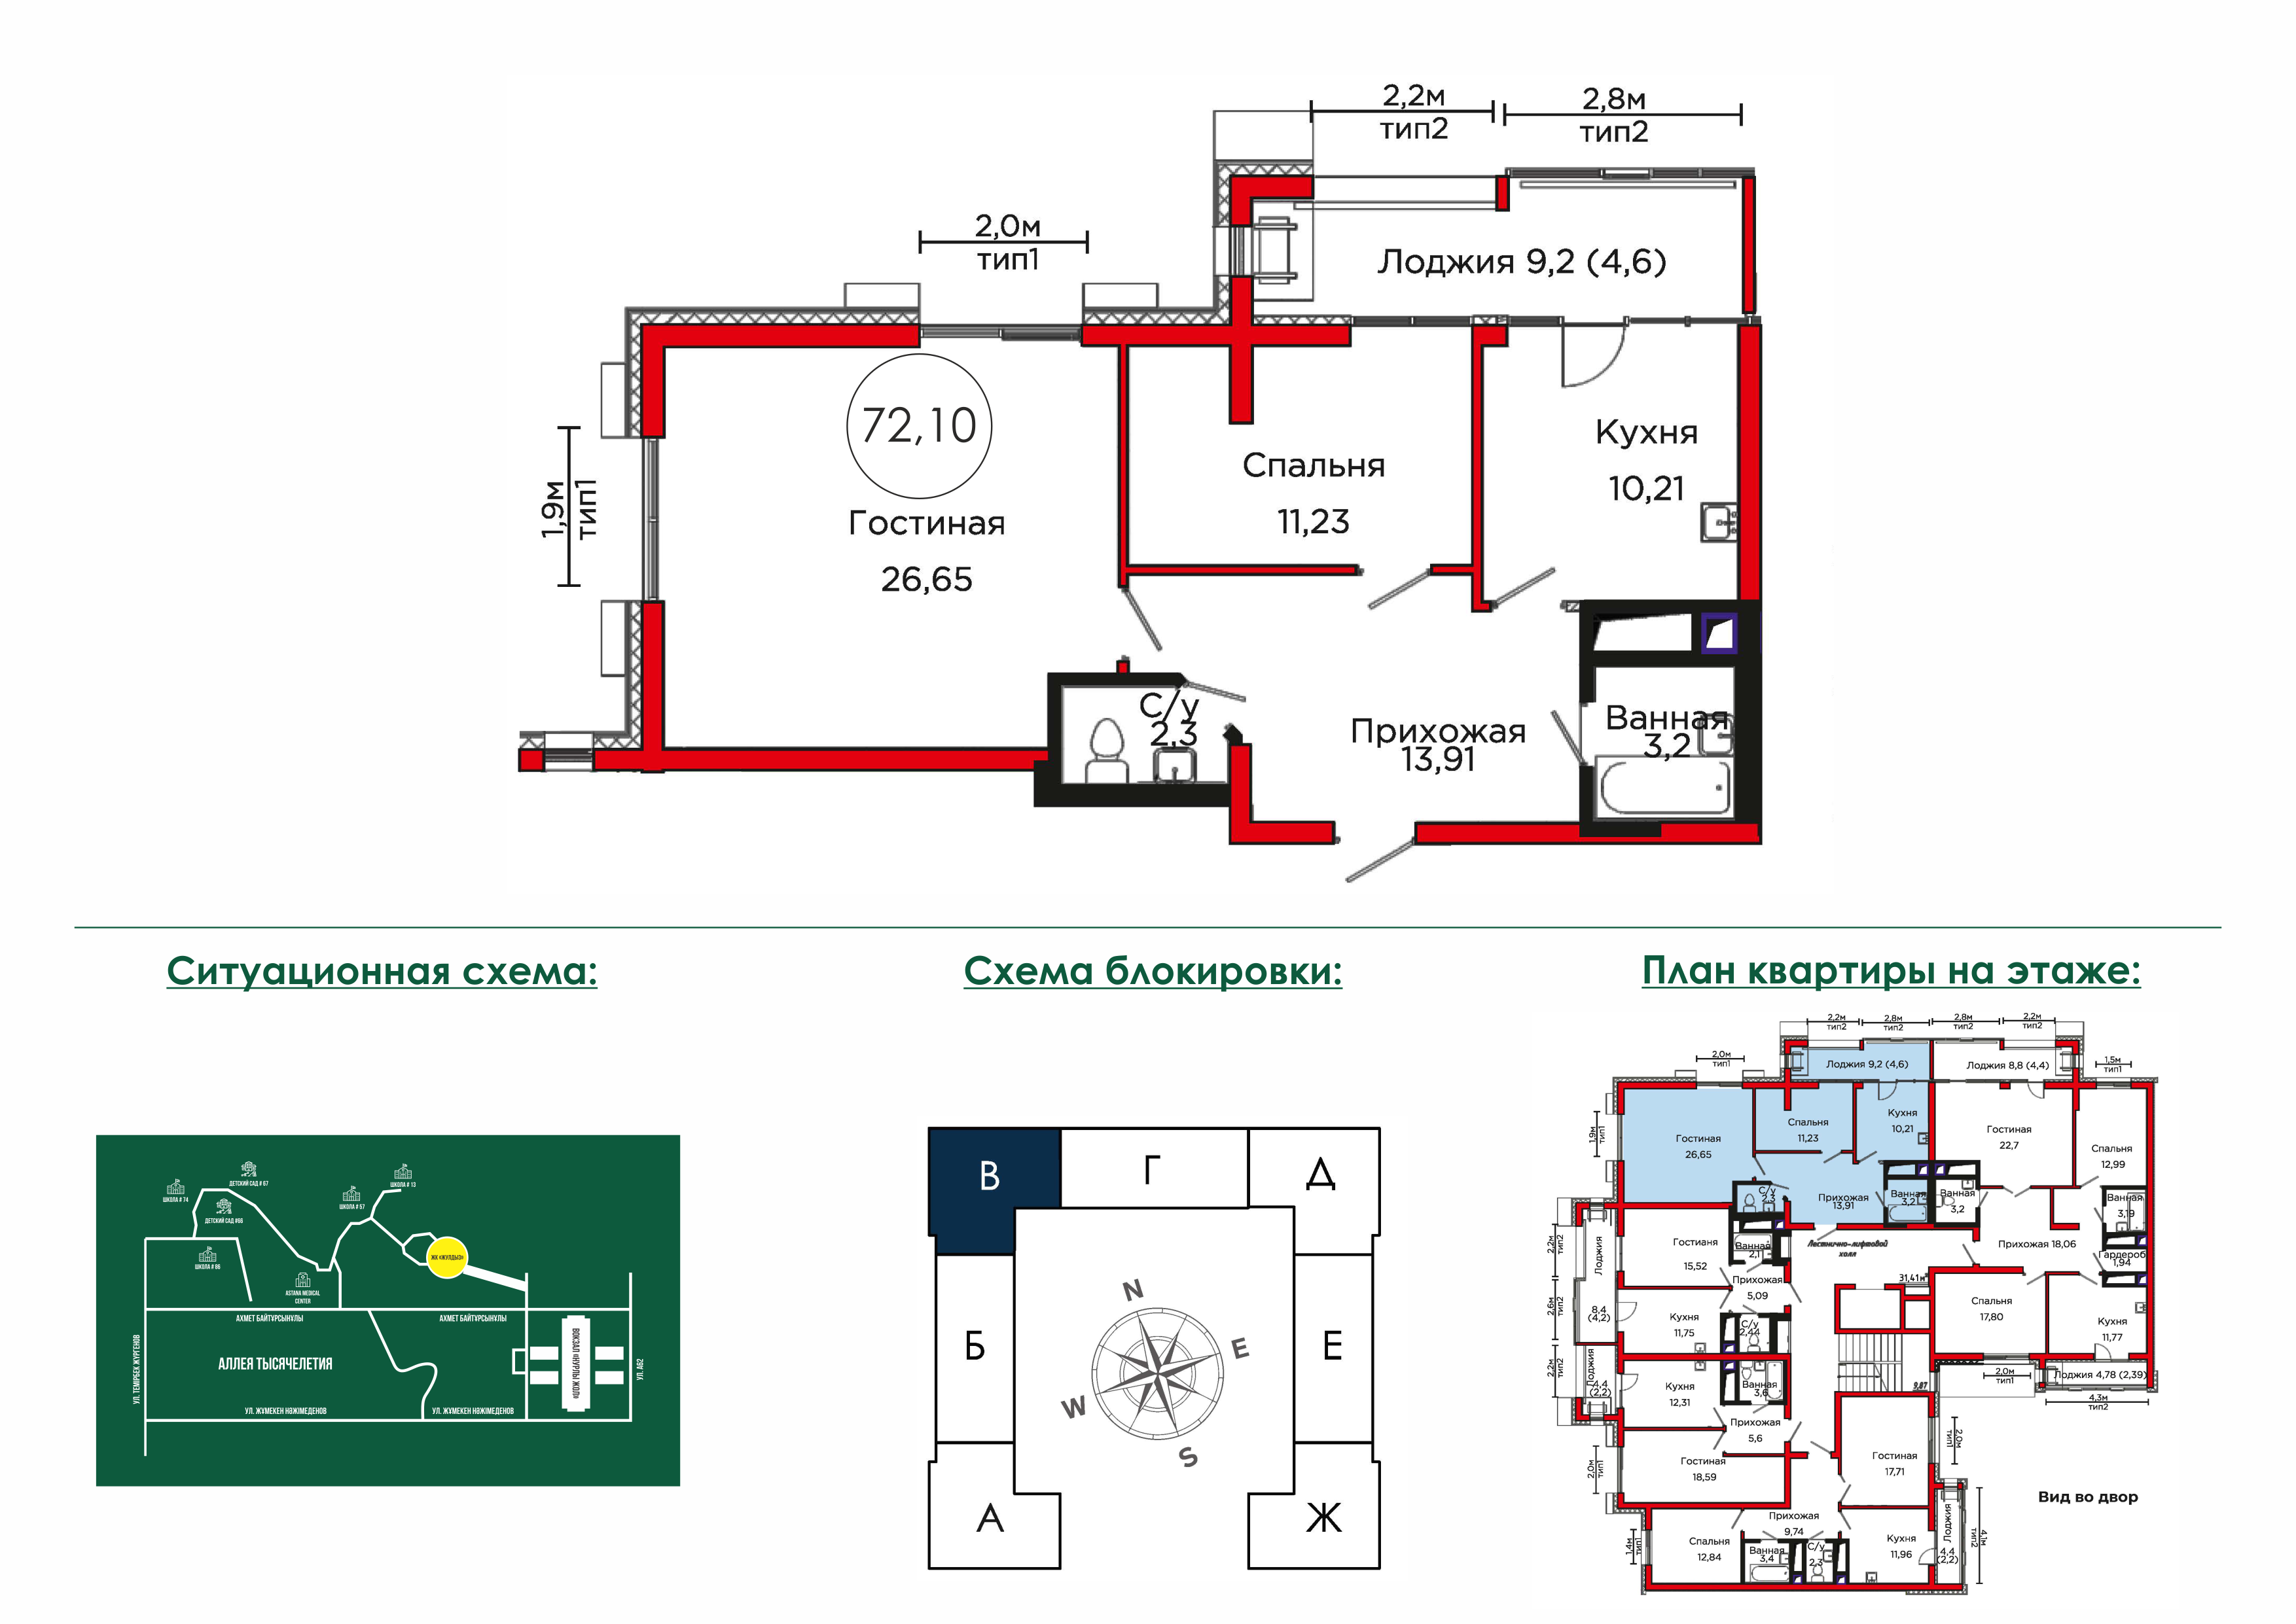 2,2м
тип2
2,8м
тип2
2,0м
тип1
Лоджия 9,2 (4,6)
1,9м
тип1
72,10
Гостиная
26,65
Спальня
11,23
Кухня
10,21
С/у
2,3
Прихожая
13,91
Ванная
3,2
Ситуационная схема:
Схема блокировки:
План квартиры на этаже:
ДЕТСКИЙ САД # 67
ШКОЛА # 74
ДЕТСКИЙ САД #66
ШКОЛА # 13
ШКОЛА # 57
ШКОЛА # 86
ЖК «ЖУЛДЫЗ»
ASTANA MEDICAL
CENTER
АХМЕТ БАЙТҰРСЫНҰЛЫ
АХМЕТ БАЙТҰРСЫНҰЛЫ
УЛ. ТЕМІРБЕК ЖҮРГЕНОВ
АЛЛЕЯ ТЫСЯЧЕЛЕТИЯ
ВОКЗАЛ «НУРЛЫ ЖОЛ»
УЛ. А62
УЛ. ЖҰМЕКЕН НӘЖІМЕДЕНОВ
УЛ. ЖҰМЕКЕН НӘЖІМЕДЕНОВ
В
Г
Д
Б
Е
А
Ж
N
E
W
S
2,2м
тип2
2,8м
тип2
2,8м
тип2
2,2м
тип2
2,0м
тип1
1,5м
тип1
Лоджия 9,2 (4,6)
Лоджия 8,8 (4,4)
1,9м
тип1
Гостиная
26,65
Спальня
11,23
Кухня
10,21
Гостиная
22,7
Спальня
12,99
С/у
2,3
Прихожая
13,91
Ванная
3,2
Ванная
3,2
Ванная
3,19
Прихожая 18,06
Гардероб
1,94
Лестнично-лифтовой
холл
31,41м²
2,2м
тип2
Лоджия
8,4
(4,2)
2,6м
тип2
Гостианя
15,52
Ванная
2,1
Прихожая
5,09
Кухня
11,75
С/у
2,44
Спальня
17,80
Кухня
11,77
2,2м
тип2
Лоджия
4,4
(2,2)
Кухня
12,31
Ванная
3,6
Прихожая
5,6
9,87
2,0м
тип1
Лоджия 4,78 (2,39)
4,3м
тип2
2,0м
тип1
2,0м
тип1
Гостиная
18,59
Гостиная
17,71
Вид во двор
Прихожая
9,74
1,4м
тип1
Спальня
12,84
Ванная
3,4
С/у
2,3
Кухня
11,96
Лоджия
4,4
(2,2)
4,1м
тип2